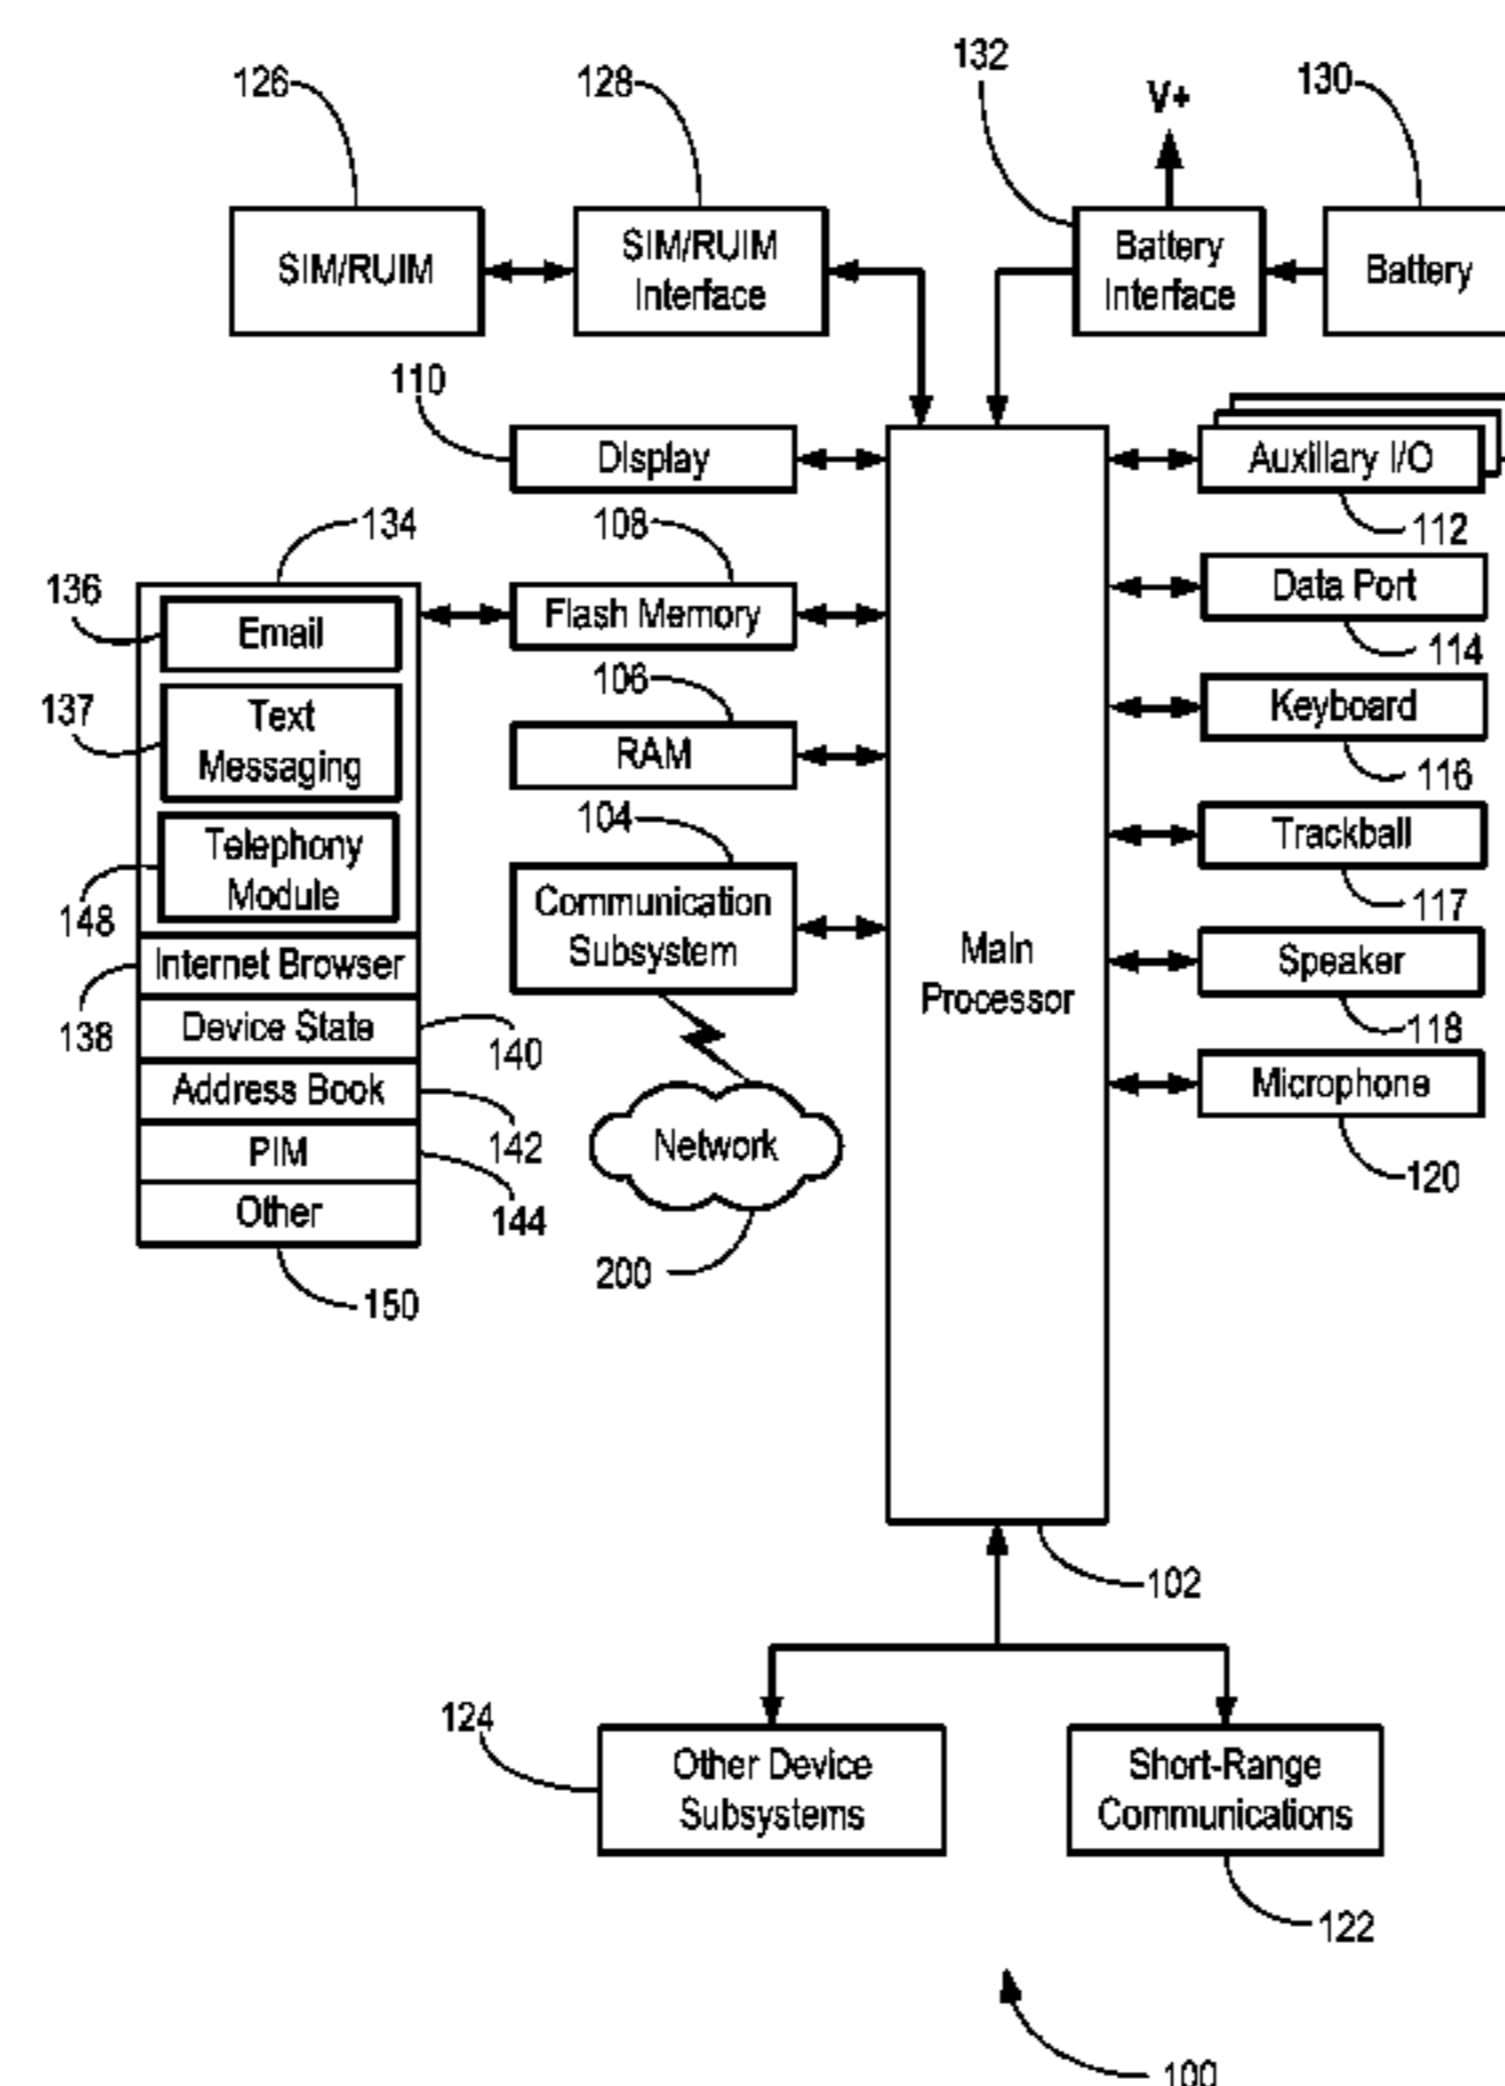 126
128
132
V+
130
SIM/RUIM
SIM/RUIM
Interface
Battery
Interface
Battery
110
Display
Auxillary I/O
112
134
108
136
Email
Flash Memory
Data Port
114
137
Text
Messaging
106
RAM
Keyboard
116
104
Telephony
Module
148
Communication
Subsystem
Trackball
117
Main
Processor
Internet Browser
138
Speaker
118
Device State
140
Address Book
142
Network
Microphone
120
PIM
144
Other
150
200
102
124
Other Device
Subsystems
Short-Range
Communications
122
100